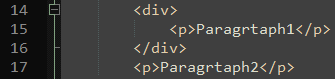 14 <div>
15 <p>Paragrtaph1</p>
16 </div>
17 <p>Paragrtaph2</p>